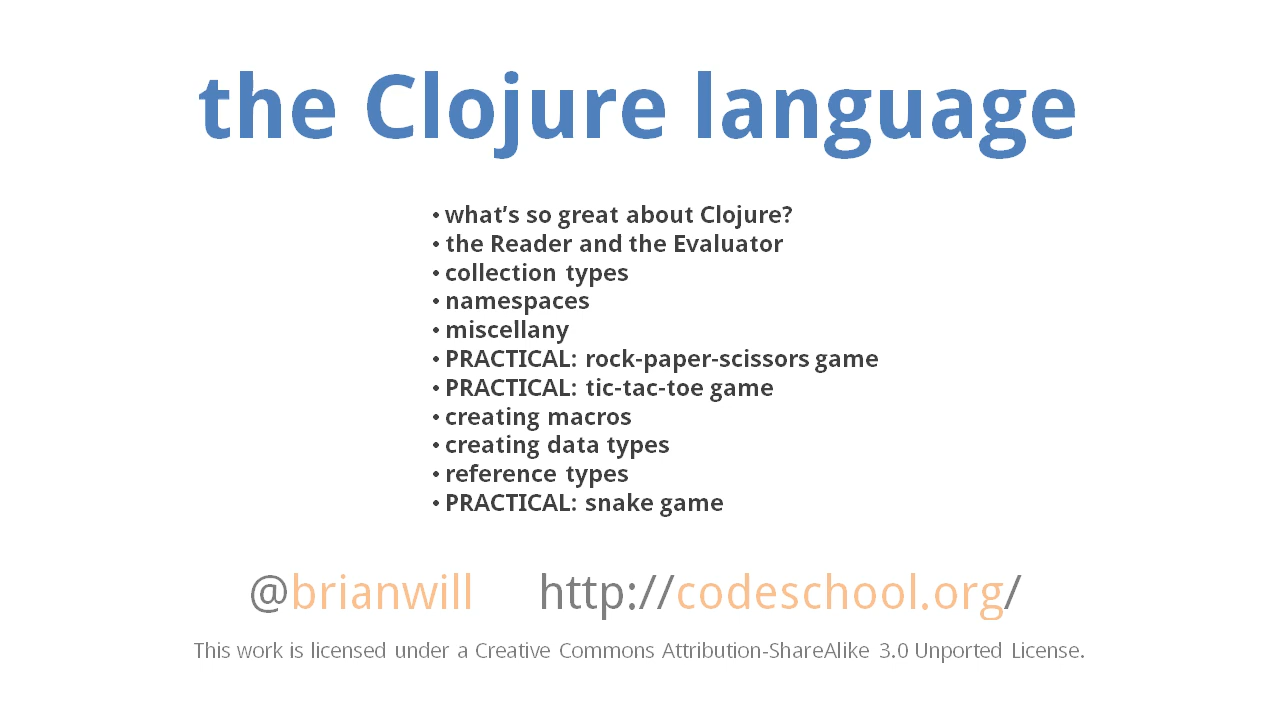 the Clojure language
• what's so great about Clojure?
• the Reader and the Evaluator
• collection types
• namespaces
• miscellany
• PRACTICAL: rock-paper-scissors game
• PRACTICAL: tic-tac-toe game
• creating macros
• creating data types
• reference types
• PRACTICAL: snake game
@brianwill http://codeschool.org/
This work is licensed under a Creative Commons Attribution-ShareAlike 3.0 Unported License.